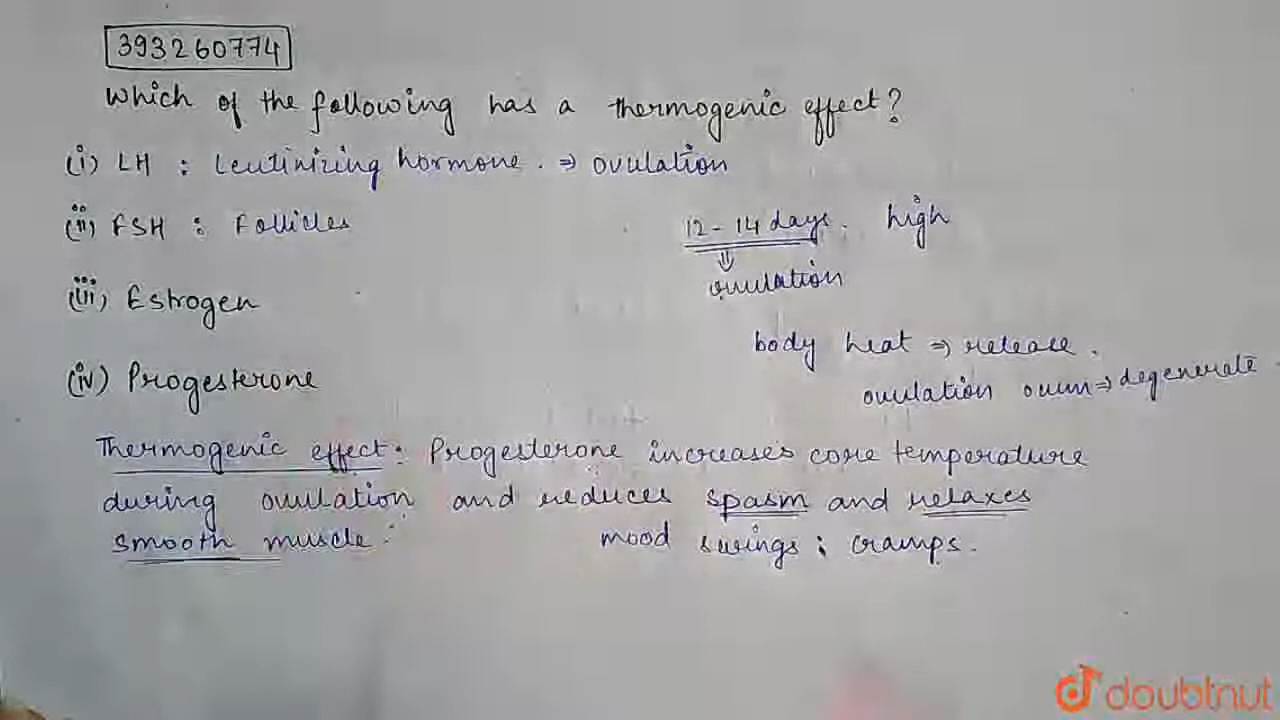 393260774
Which of the following has a thermogenic effect?
(i) LH : Leutinizing hormone. ⇒ ovulation
(ii) FSH : Follicles
12 - 14 days. high
⇓
ovulation
(iii) Estrogen
body heat ⇒ release.
(iv) Progesterone
ovulation ovum ⇒ degenerate.
Thermogenic effect: Progesterone increases core temperature
during ovulation and reduces spasm and relaxes
smooth muscle.
mood swings : cramps.
doubtnut